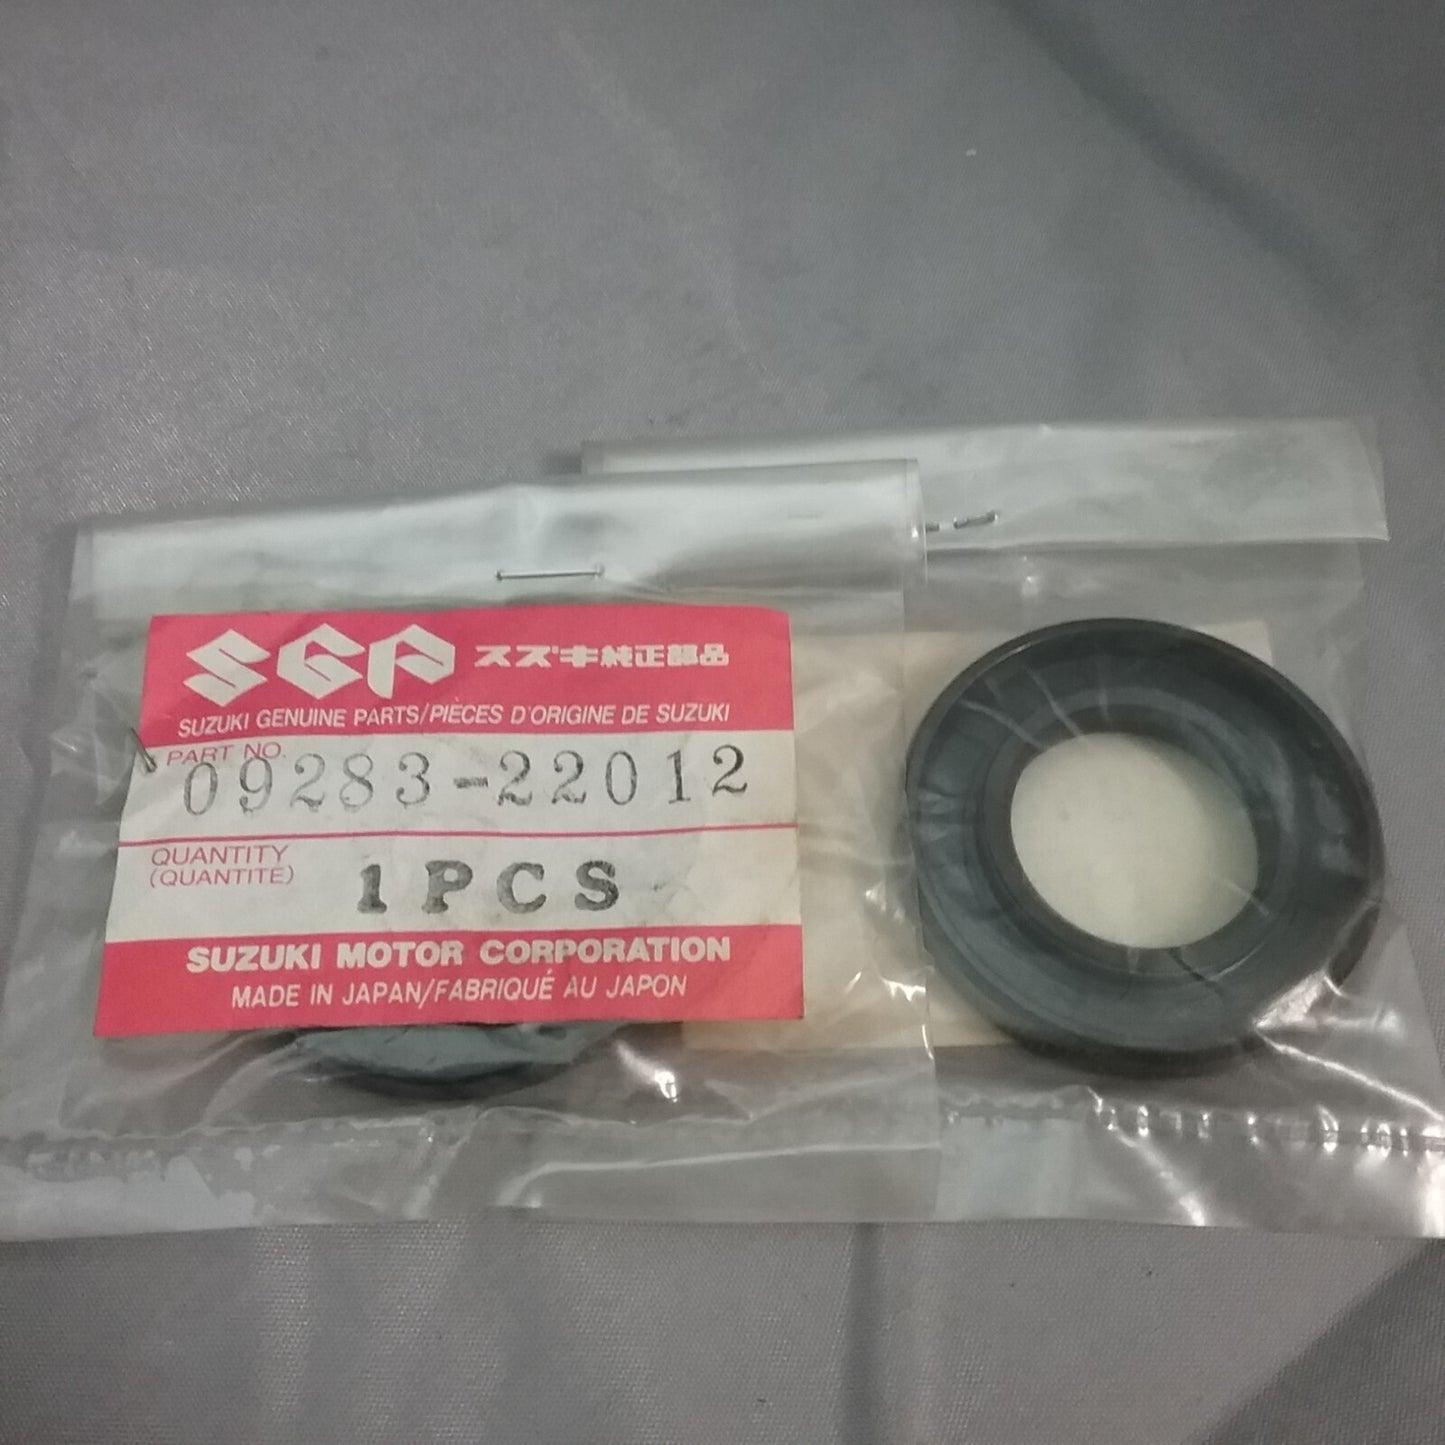 SGP スズキ純正部品
SUZUKI GENUINE PARTS/PIECES D'ORIGINE DE SUZUKI
PART NO.
09283-22012
QUANTITY
(QUANTITE)
1PCS
SUZUKI MOTOR CORPORATION
MADE IN JAPAN/FABRIQUÉ AU JAPON